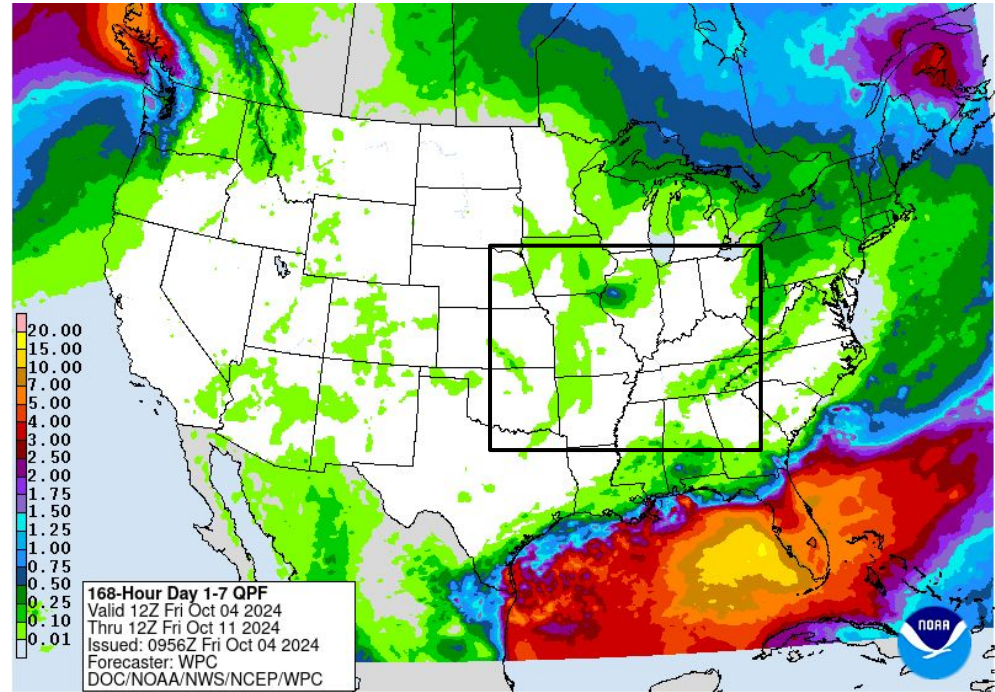 20.00
15.00
10.00
7.00
5.00
4.00
3.00
2.50
2.00
1.75
1.50
1.25
1.00
0.75
0.50
0.25
0.10
0.01
168-Hour Day 1-7 QPF
Valid 12Z Fri Oct 04 2024
Thru 12Z Fri Oct 11 2024
Issued: 0956Z Fri Oct 04 2024
Forecaster: WPC
DOC/NOAA/NWS/NCEP/WPC
NOAA